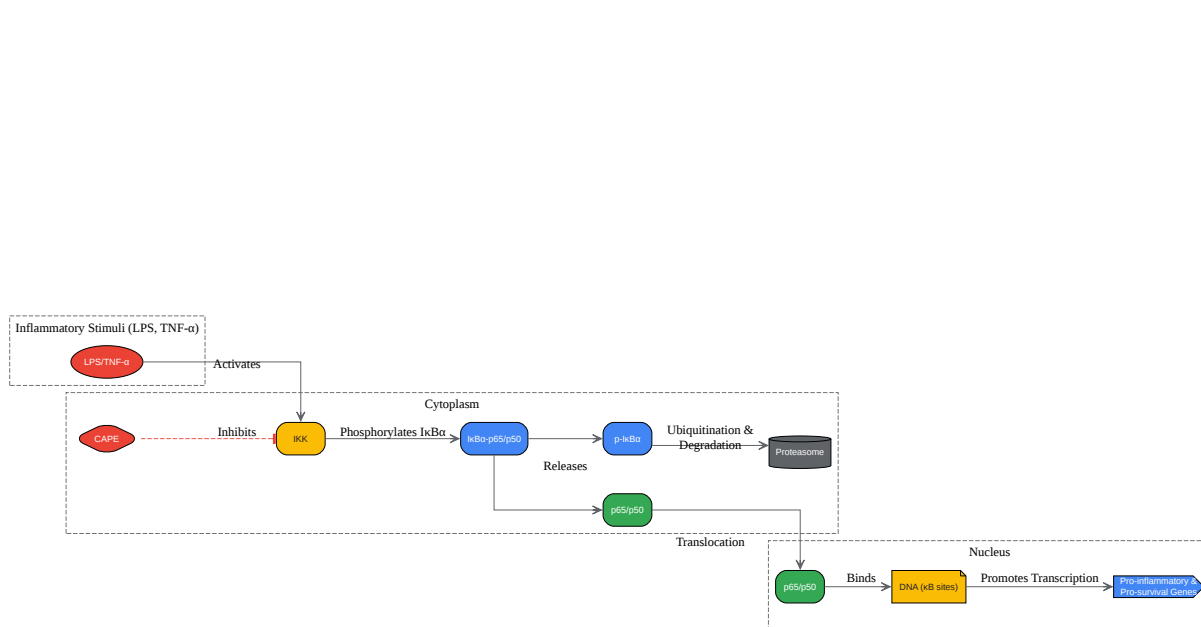 Inflammatory Stimuli (LPS, TNF-α)
LPS/TNF-α
Activates
Cytoplasm
CAPE
Inhibits
IKK
Phosphorylates IκBα
IκBα-p65/p50
p-IκBα
Ubiquitination &
Degradation
Proteasome
Releases
p65/p50
Translocation
Nucleus
p65/p50
Binds
DNA (κB sites)
Promotes Transcription
Pro-inflammatory &
Pro-survival Genes